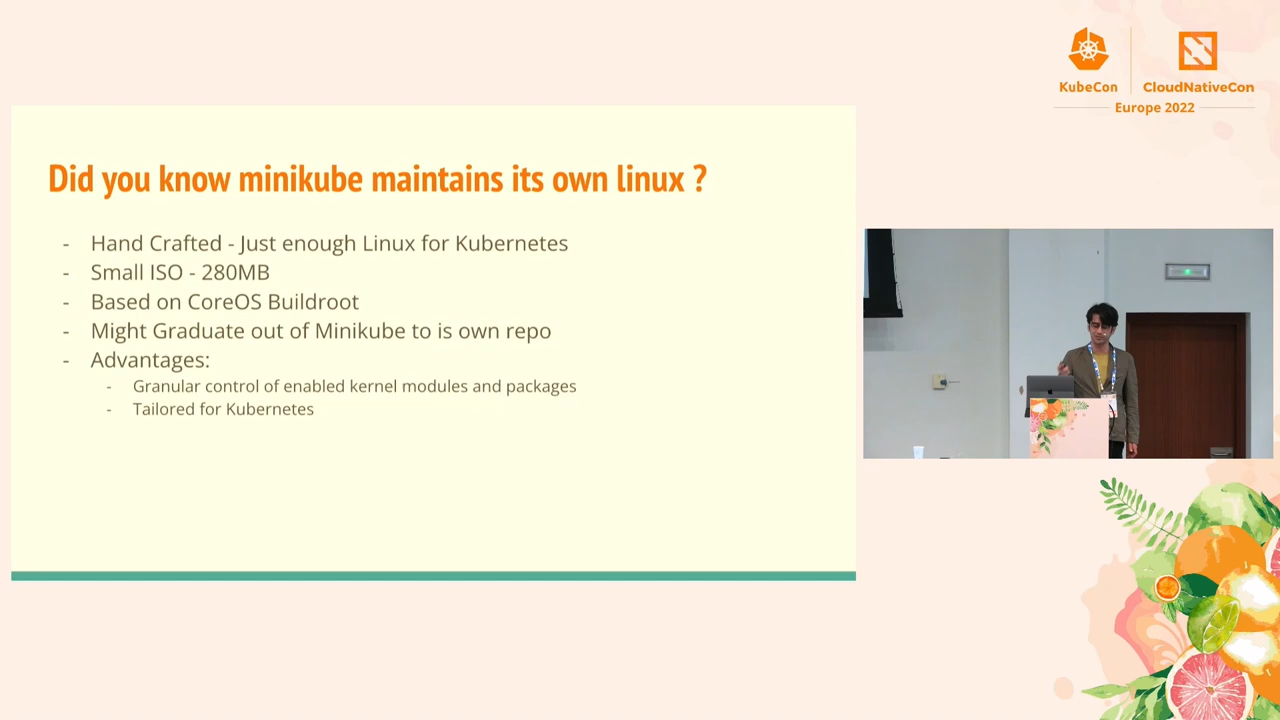 KubeCon
CloudNativeCon
Europe 2022
Did you know minikube maintains its own linux ?
- Hand Crafted - Just enough Linux for Kubernetes
- Small ISO - 280MB
- Based on CoreOS Buildroot
- Might Graduate out of Minikube to is own repo
- Advantages:
- Granular control of enabled kernel modules and packages
- Tailored for Kubernetes